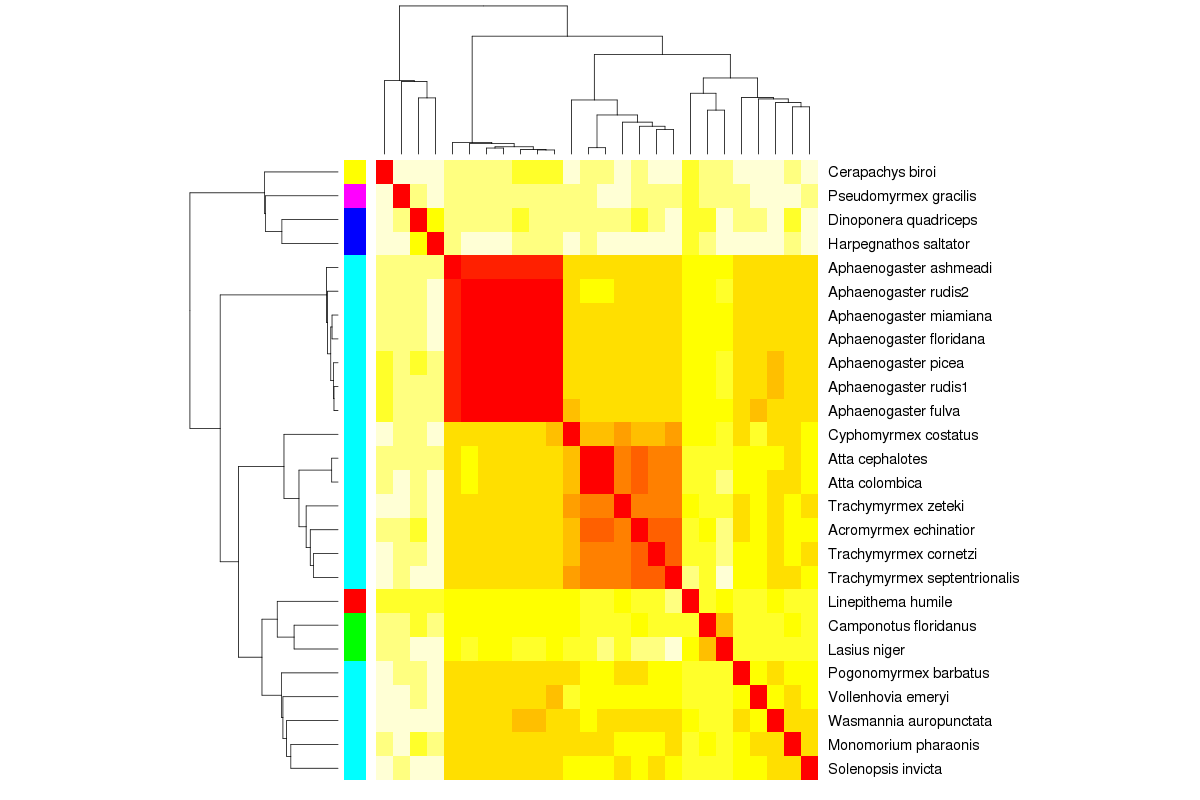 Cerapachys biroi
Pseudomyrmex gracilis
Dinoponera quadriceps
Harpegnathos saltator
Aphaenogaster ashmeadi
Aphaenogaster rudis2
Aphaenogaster miamiana
Aphaenogaster floridana
Aphaenogaster picea
Aphaenogaster rudis1
Aphaenogaster fulva
Cyphomyrmex costatus
Atta cephalotes
Atta colombica
Trachymyrmex zeteki
Acromyrmex echinatior
Trachymyrmex cornetzi
Trachymyrmex septentrionalis
Linepithema humile
Camponotus floridanus
Lasius niger
Pogonomyrmex barbatus
Vollenhovia emeryi
Wasmannia auropunctata
Monomorium pharaonis
Solenopsis invicta